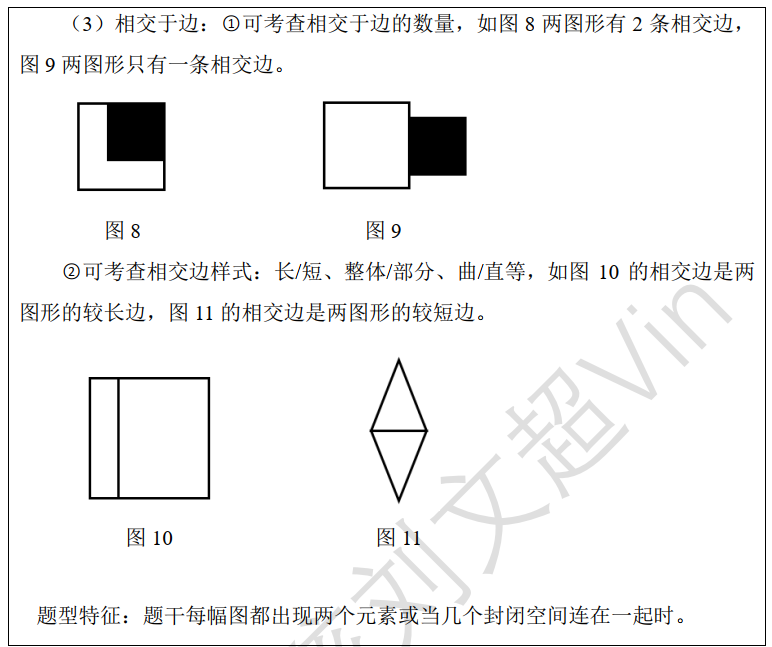 （3）相交于边：①可考查相交于边的数量，如图 8 两图形有 2 条相交边，
图 9 两图形只有一条相交边。
图 8
图 9
②可考查相交边样式：长/短、整体/部分、曲/直等，如图 10 的相交边是两
图形的较长边，图 11 的相交边是两图形的较短边。
图 10
图 11
题型特征：题干每幅图都出现两个元素或当几个封闭空间连在一起时。
刘文超Vin